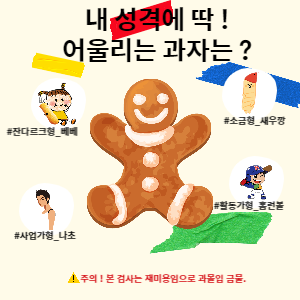 내 성격에 딱 !
어울리는 과자는 ?
#잔다르크형_베베
#소금형_새우깡
#사업가형_나초
#활동가형_홈런볼
주의 ! 본 검사는 재미용임으로 과몰입 금물.